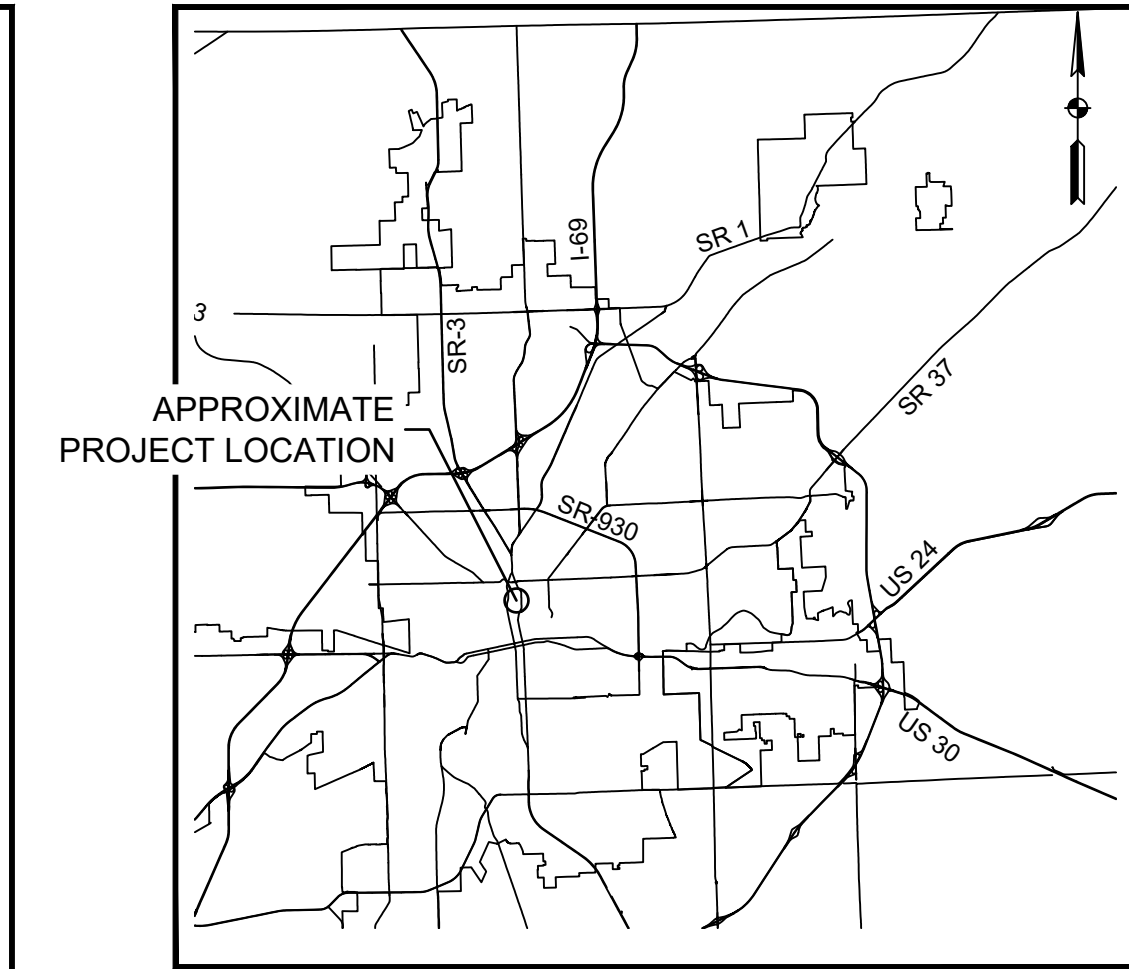 SR 1
I-69
3
SR-3
SR 37
APPROXIMATE
PROJECT LOCATION
SR-930
US 24
US 30